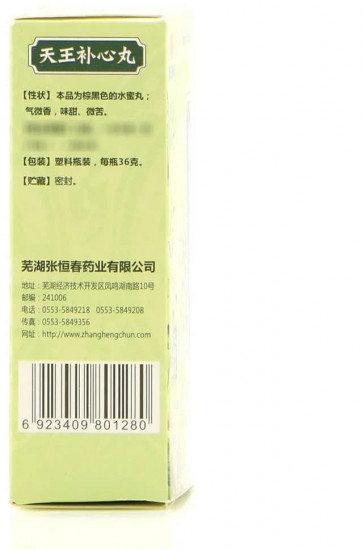 天王补心丸
【性状】本品为棕黑色的水蜜丸；
气微香，味甜、微苦。
【包装】塑料瓶装，每瓶36克。
【贮藏】密封。
芜湖张恒春药业有限公司
地址：芜湖经济技术开发区凤鸣湖南路10号
邮编：241006
电话：0553-5849218 0553-5849208
传真：0553-5849356
网址：http://www.zhanghengchun.com
6 923409 801280